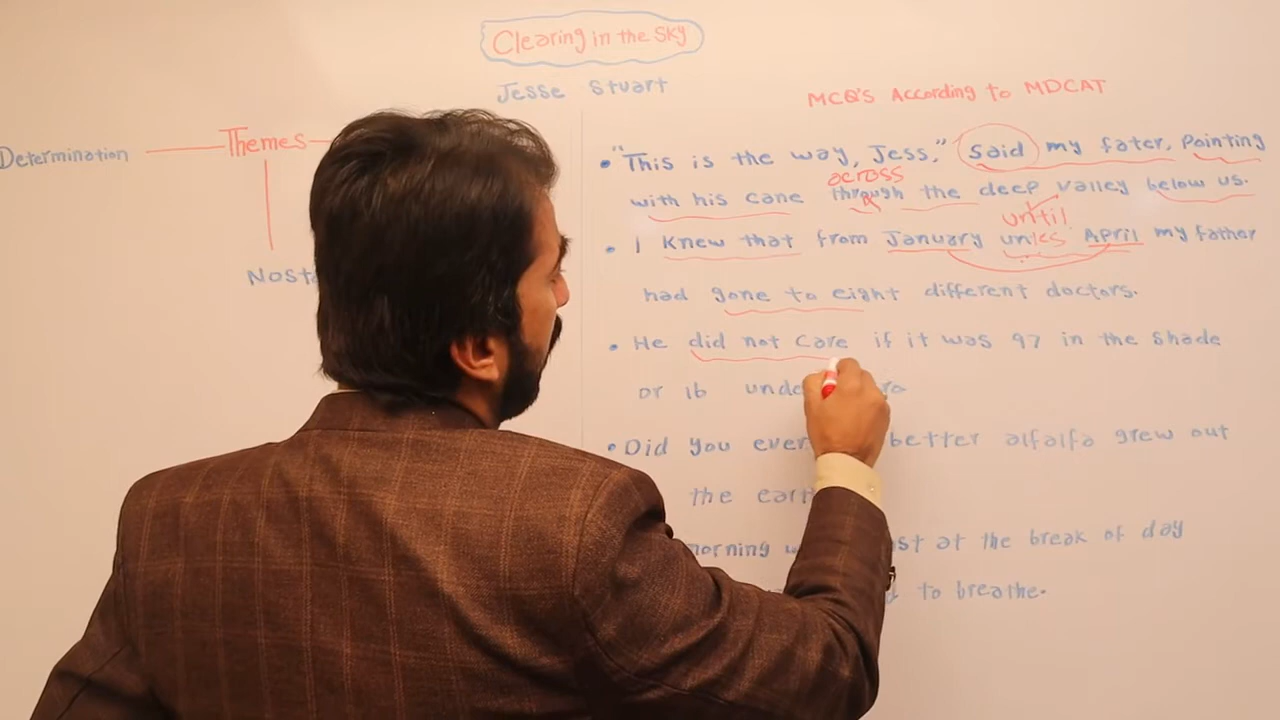 Clearing in the Sky
Jesse Stuart
Determination
Themes
MCQ'S According to MDCAT
"This is the way, Jess," Said my fater, Pointing
across
with his cane through the deep valley below us.
until
I Knew that from January unles April my father
had gone to eight different doctors.
He did not care if it was 97 in the shade
or 16
Did you ever better alfalfa grew out
the
morning at the break of day
to breathe.